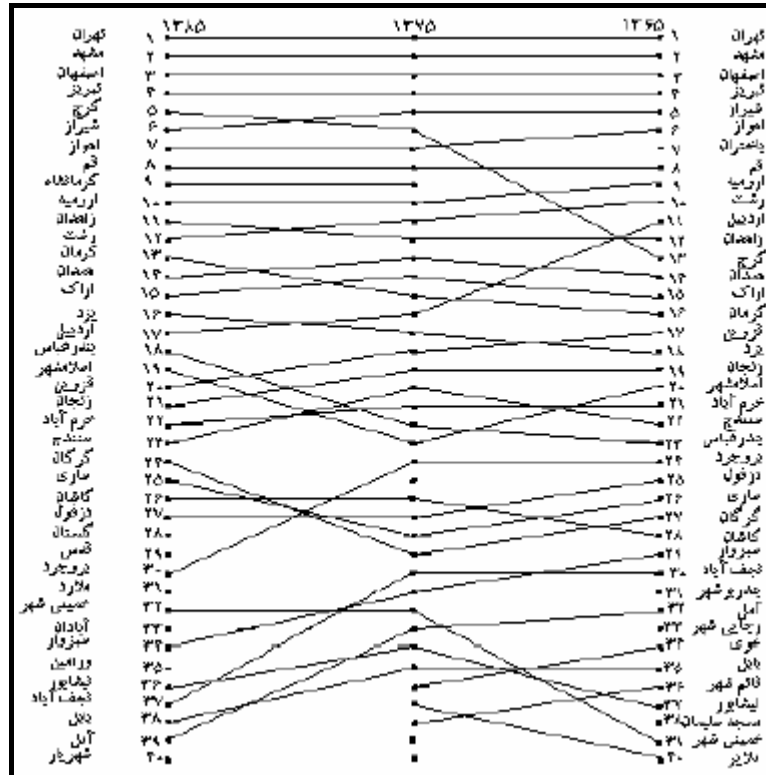 ۱۳۸۵ ۱۳۷۵ ۱۳۶۵
تهران ۱ ۱ تهران
مشهد ۲ ۲ مشهد
اصفهان ۳ ۳ اصفهان
تبریز ۴ ۴ تبریز
کرج ۵ ۵ شیراز
شیراز ۶ ۶ اهواز
اهواز ۷ ۷ باختران
قم ۸ ۸ قم
کرمانشاه ۹ ۹ ارومیه
ارومیه ۱۰ ۱۰ رشت
زاهدان ۱۱ ۱۱ اردبیل
رشت ۱۲ ۱۲ زاهدان
کرمان ۱۳ ۱۳ کرج
همدان ۱۴ ۱۴ همدان
اراک ۱۵ ۱۵ اراک
یزد ۱۶ ۱۶ کرمان
اردبیل ۱۷ ۱۷ قزوین
بندرعباس ۱۸ ۱۸ یزد
اسلامشهر ۱۹ ۱۹ زنجان
قزوین ۲۰ ۲۰ اسلامشهر
زنجان ۲۱ ۲۱ خرم آباد
خرم آباد ۲۲ ۲۲ سنندج
سنندج ۲۳ ۲۳ بندرعباس
گرگان ۲۴ ۲۴ بروجرد
ساری ۲۵ ۲۵ دزفول
کاشان ۲۶ ۲۶ ساری
دزفول ۲۷ ۲۷ گرگان
گلستان ۲۸ ۲۸ کاشان
قدس ۲۹ ۲۹ سبزوار
بروجرد ۳۰ ۳۰ نجف آباد
ملارد ۳۱ ۳۱ بندربوشهر
خمینی شهر ۳۲ ۳۲ آمل
آبادان ۳۳ ۳۳ رجایی شهر
سبزوار ۳۴ ۳۴ خوی
ورامین ۳۵ ۳۵ بابل
نیشابور ۳۶ ۳۶ قائم شهر
نجف آباد ۳۷ ۳۷ نیشابور
بابل ۳۸ ۳۸ مسجد سلیمان
آمل ۳۹ ۳۹ خمینی شهر
شهریار ۴۰ ۴۰ ملایر